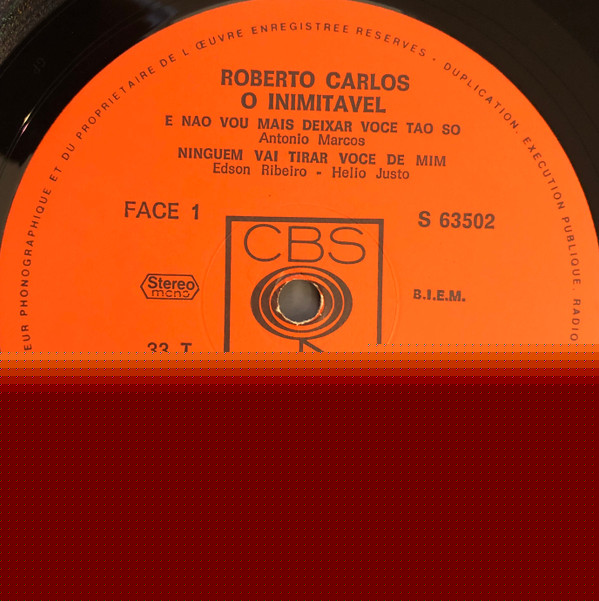 ROBERTO CARLOS
O INIMITAVEL
E NAO VOU MAIS DEIXAR VOCE TAO SO
Antonio Marcos
NINGUEM VAI TIRAR VOCE DE MIM
Edson Ribeiro - Helio Justo
FACE 1
S 63502
CBS
Stereo
mono
B.I.E.M.
33 T
PHONOGRAPHIQUE ET DU PROPRIETAIRE DE L ŒUVRE ENREGISTREE RESERVES - DUPLICATION, EXECUTION PUBLIQUE, RADIO